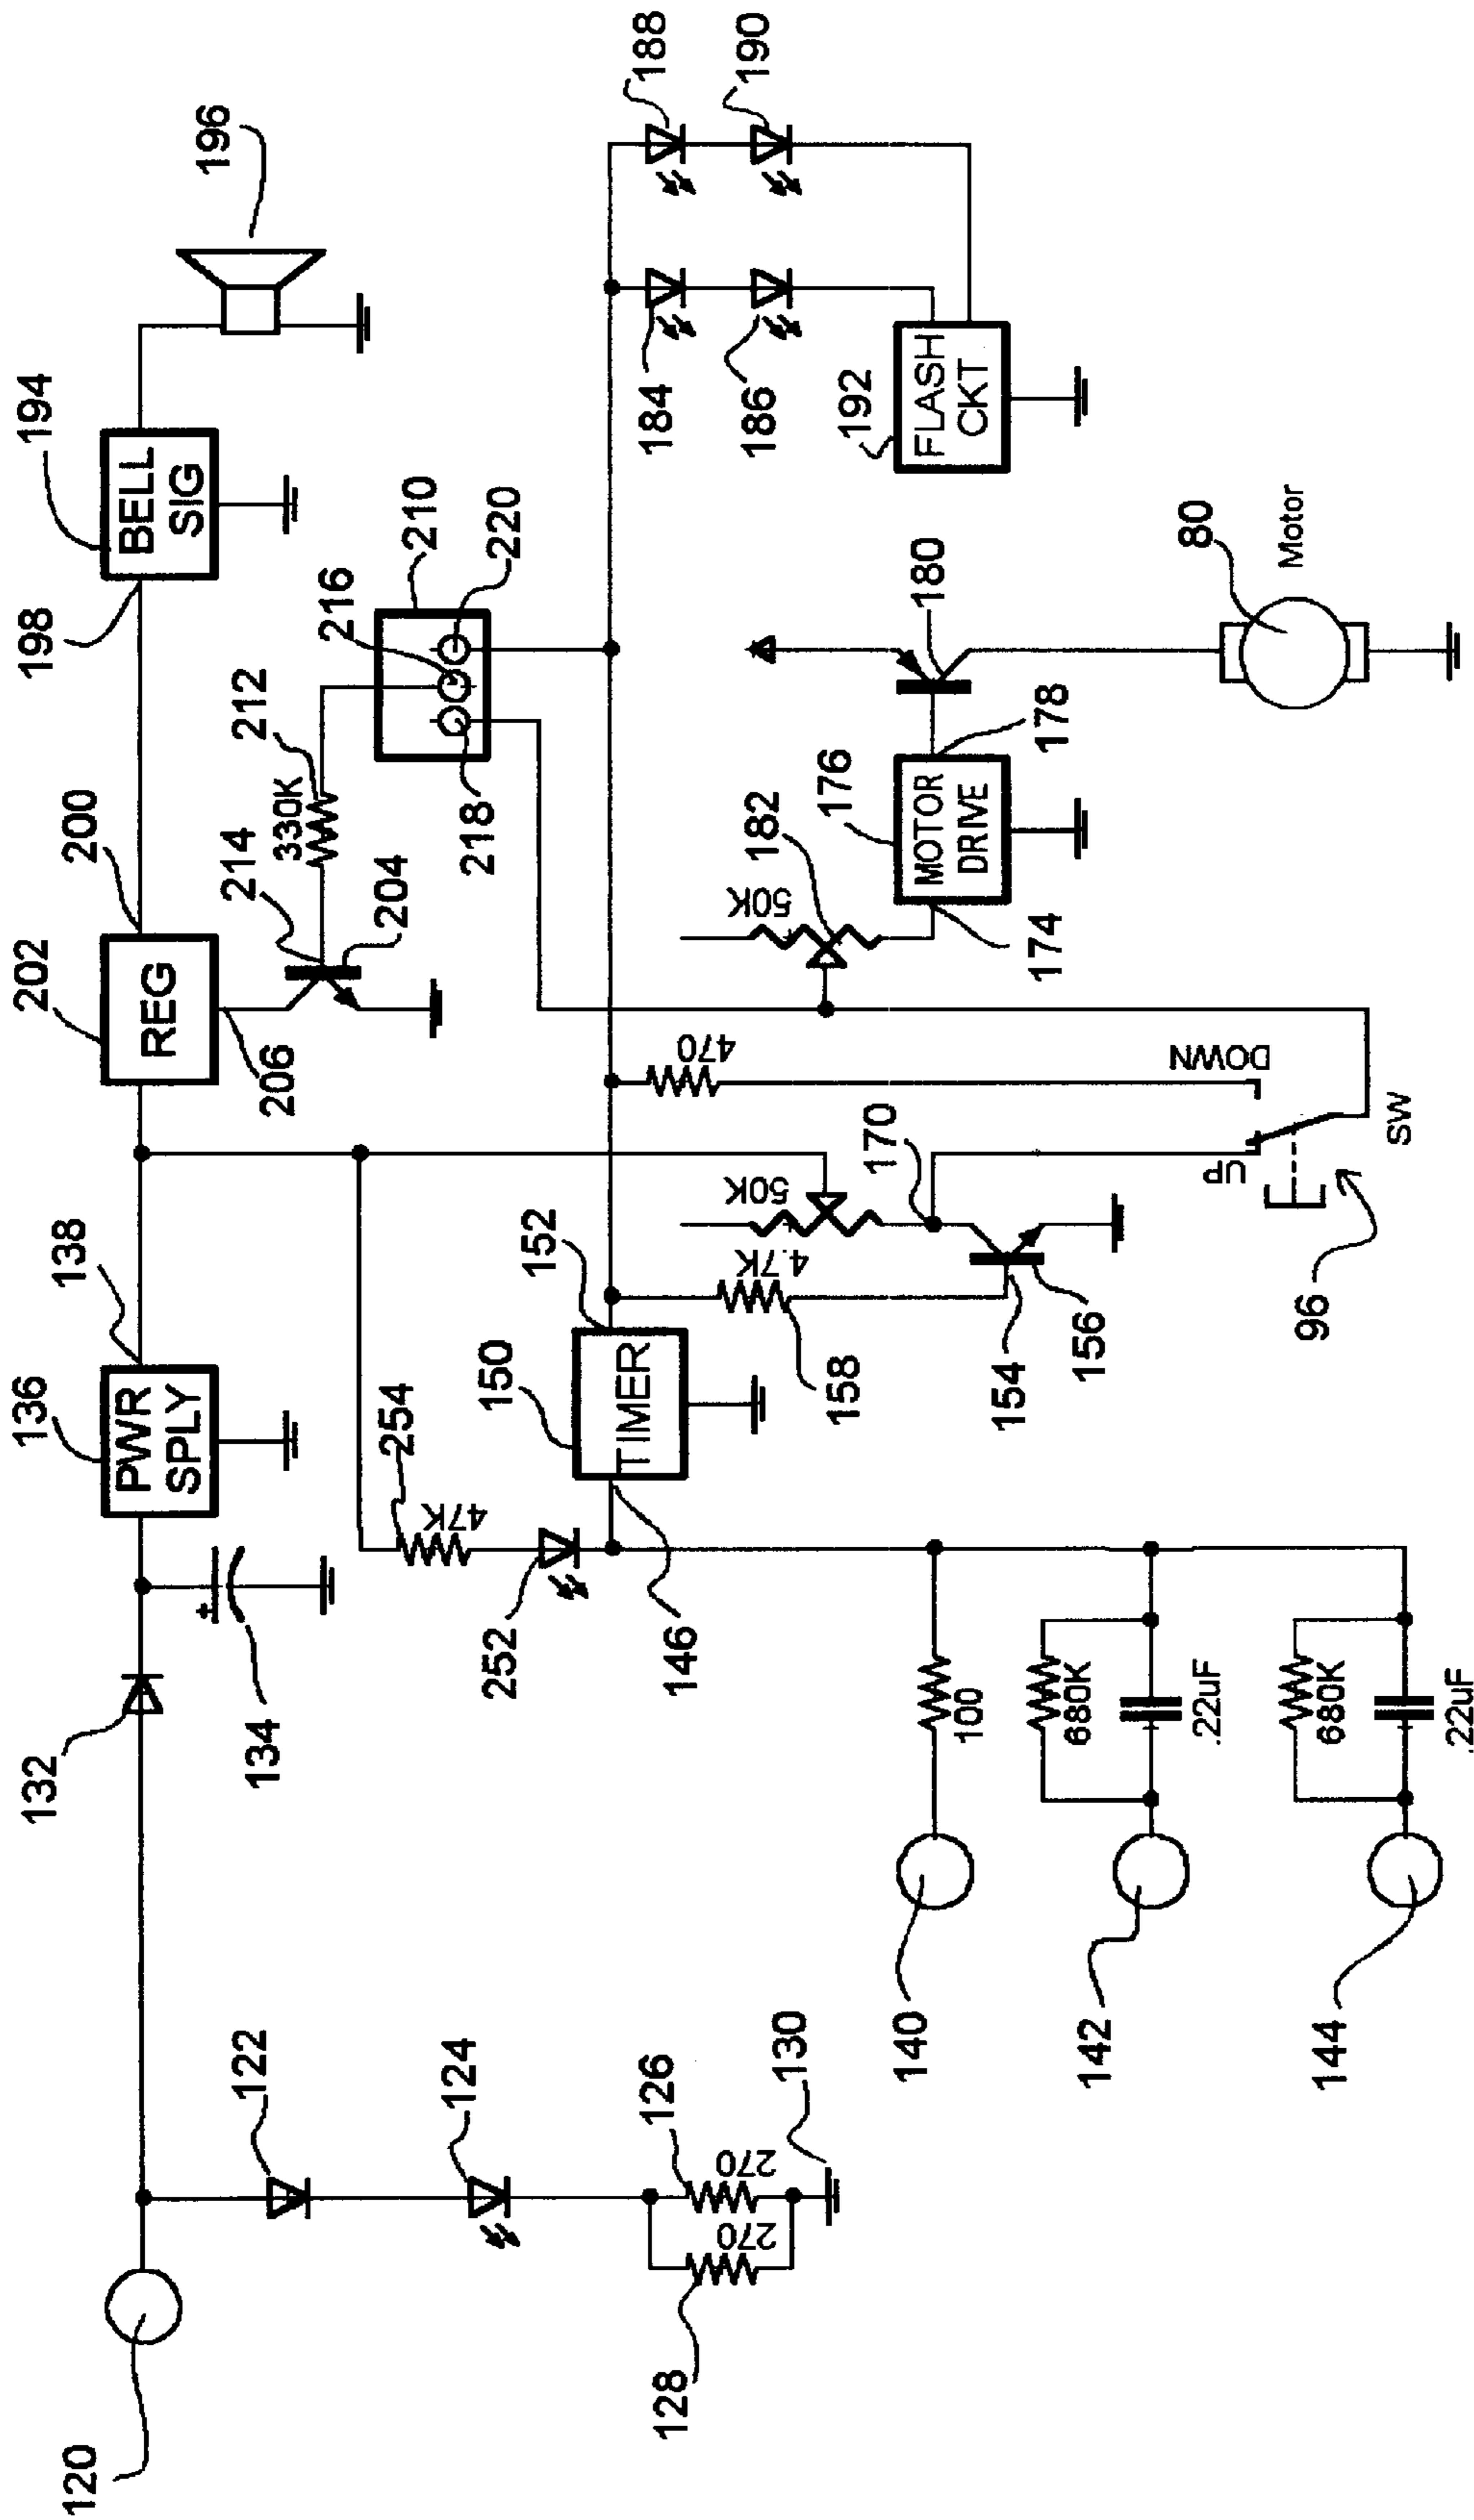 188
190
196
184
186
194
BELL
SIG
192
FLASH
CKT
198
216
210
220
180
80
Motor
200
212
330K
218
176
178
214
204
182
50K
MOTOR
DRIVE
174
202
REG
206
470
DOWN
SW
170
138
152
50K
UP
4.7K
96
136
PWR
SPLY
254
150
TIMER
158
154
156
47K
252
146
132
134
100
680K
.22uF
680K
.22uF
140
142
144
122
124
126
130
270
270
128
120